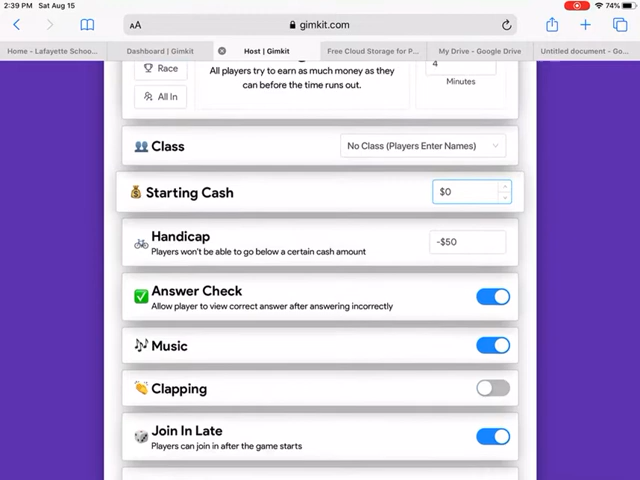 2:39 PM Sat Aug 15
74%
AA
gimkit.com
Home - Lafayette Schoo...
Dashboard | Gimkit
Host | Gimkit
Free Cloud Storage for P...
My Drive - Google Drive
Untitled document - Go...
Race
All players try to earn as much money as they
can before the time runs out.
4
Minutes
All In
Class
No Class (Players Enter Names)
Starting Cash
$0
Handicap
Players won't be able to go below a certain cash amount
-$50
Answer Check
Allow player to view correct answer after answering incorrectly
Music
Clapping
Join In Late
Players can join in after the game starts